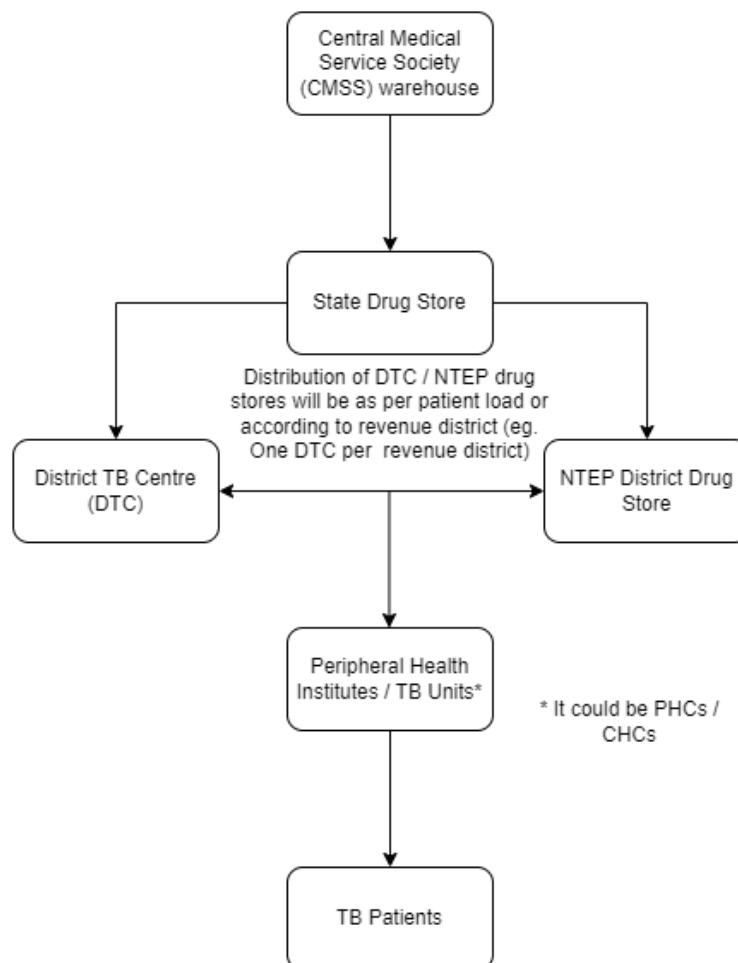 Central Medical
Service Society
(CMSS) warehouse
State Drug Store
Distribution of DTC / NTEP drug
stores will be as per patient load or
according to revenue district (eg.
One DTC per revenue district)
District TB Centre
(DTC)
NTEP District Drug
Store
Peripheral Health
Institutes / TB Units*
* It could be PHCs /
CHCs
TB Patients